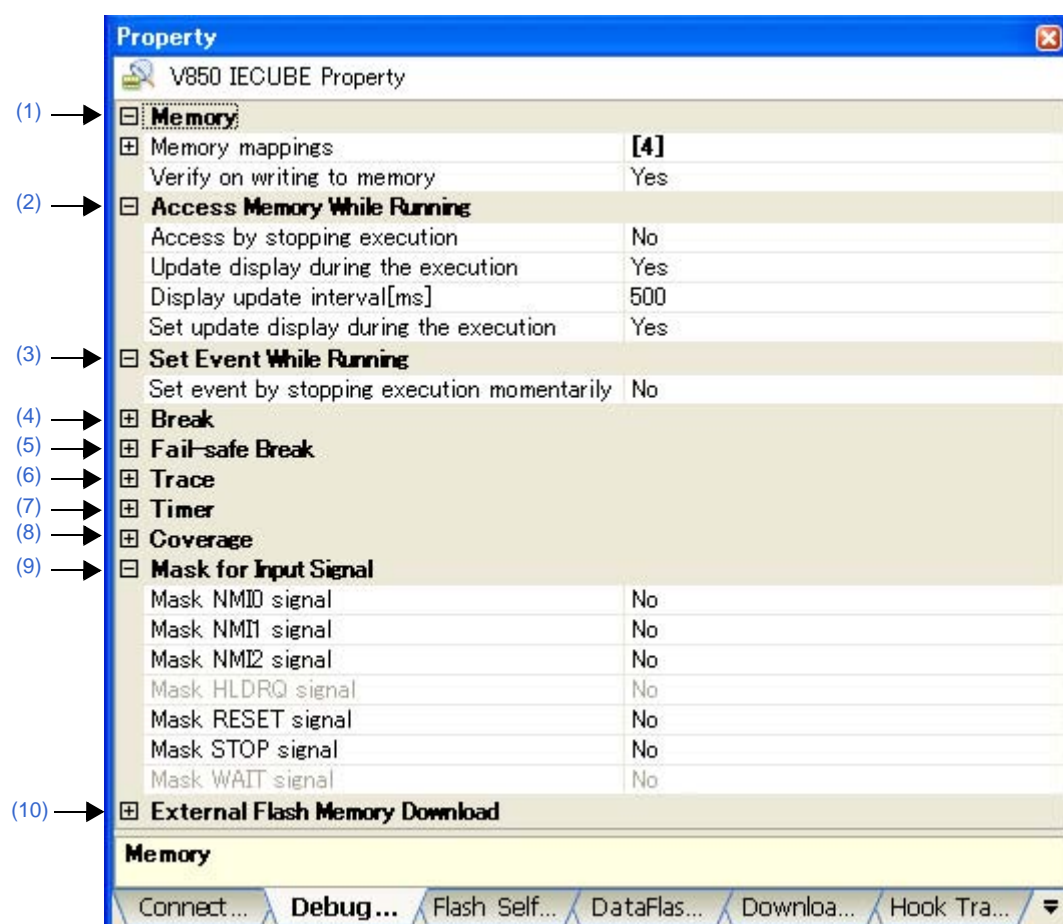 Property
V850 IECUBE Property
(1) Memory
Memory mappings [4]
Verify on writing to memory Yes
(2) Access Memory While Running
Access by stopping execution No
Update display during the execution Yes
Display update interval[ms] 500
Set update display during the execution Yes
(3) Set Event While Running
Set event by stopping execution momentarily No
(4) Break
(5) Fail-safe Break
(6) Trace
(7) Timer
(8) Coverage
(9) Mask for Input Signal
Mask NMI0 signal No
Mask NMI1 signal No
Mask NMI2 signal No
Mask HLDRQ signal No
Mask RESET signal No
Mask STOP signal No
Mask WAIT signal No
(10) External Flash Memory Download
Memory
Connect... Debug... Flash Self... DataFlas... Downloa... Hook Tra...